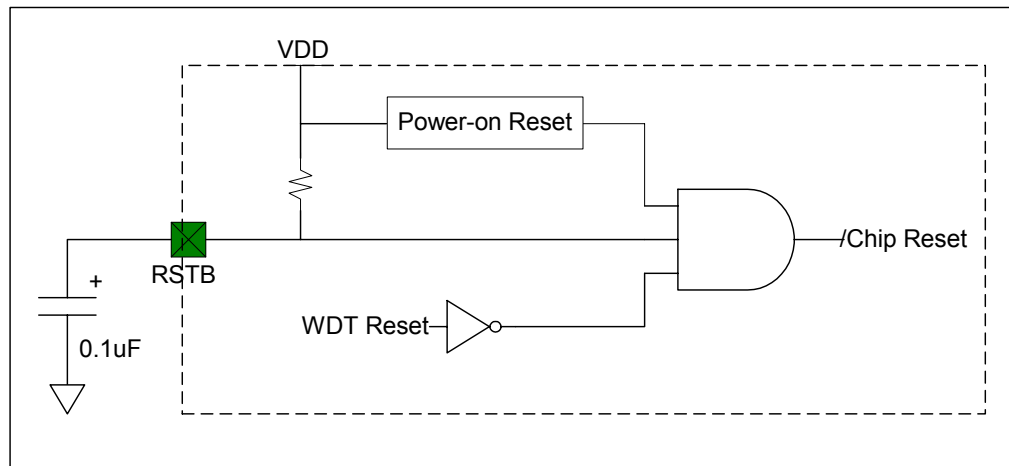 VDD
Power-on Reset
/Chip Reset
RSTB
+
WDT Reset
0.1uF